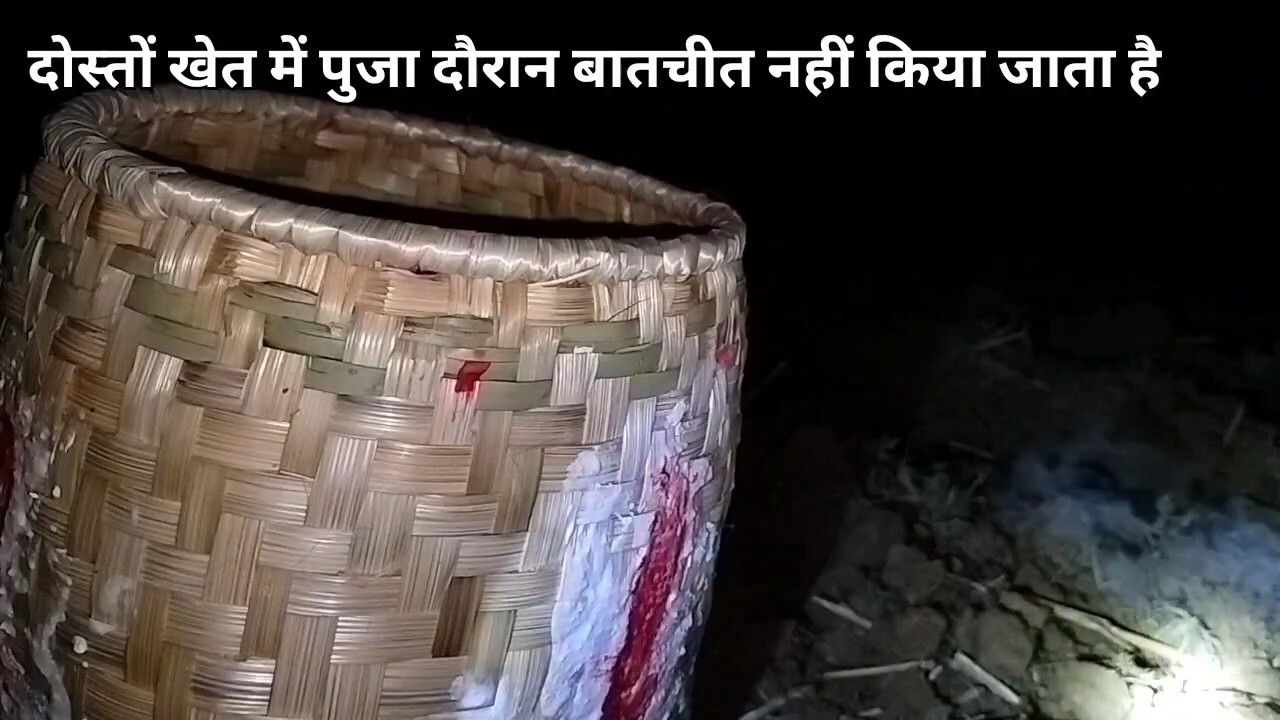 दोस्तों खेत में पुजा दौरान बातचीत नहीं किया जाता है